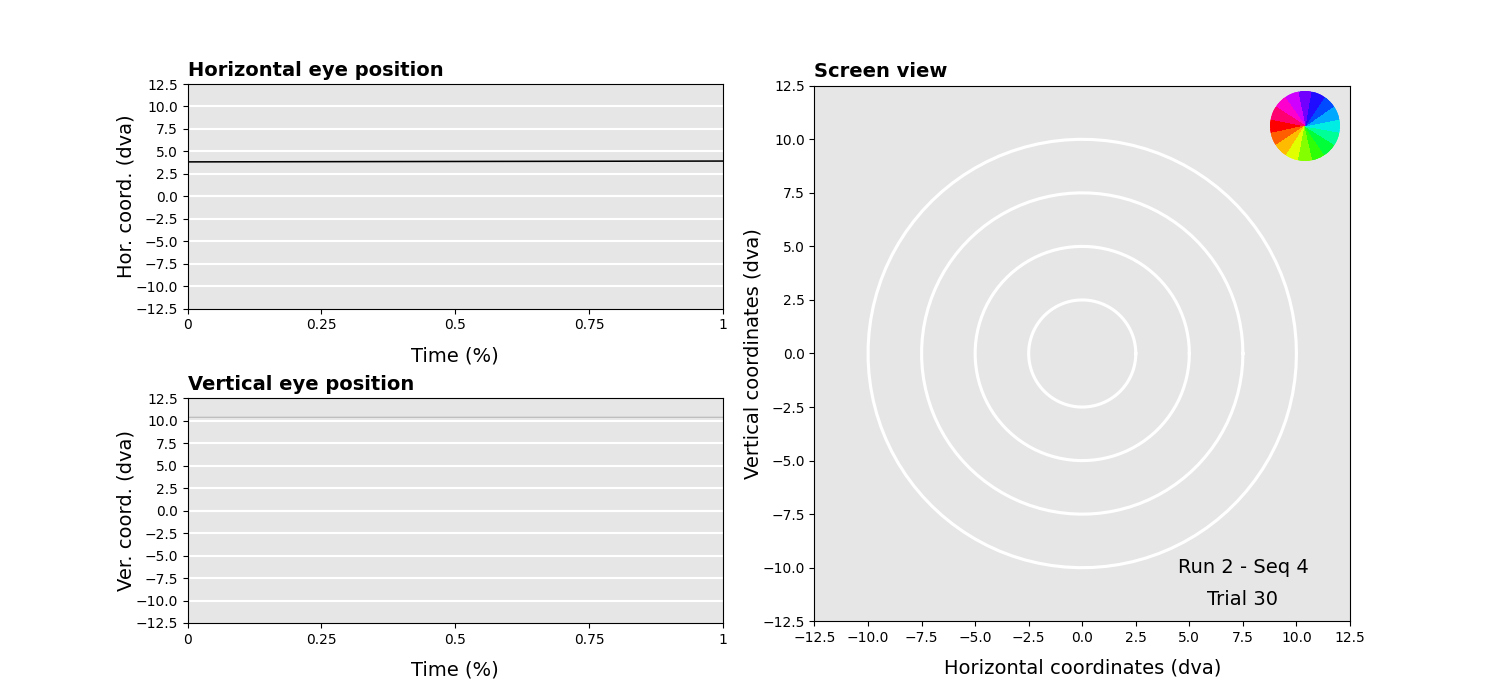 Horizontal eye position
12.5
10.0
7.5
5.0
2.5
0.0
−2.5
−5.0
−7.5
−10.0
−12.5
Hor. coord. (dva)
0 0.25 0.5 0.75 1
Time (%)
Vertical eye position
12.5
10.0
7.5
5.0
2.5
0.0
−2.5
−5.0
−7.5
−10.0
−12.5
Ver. coord. (dva)
0 0.25 0.5 0.75 1
Time (%)
Screen view
12.5
10.0
7.5
5.0
2.5
0.0
−2.5
−5.0
−7.5
−10.0
−12.5
Vertical coordinates (dva)
Run 2 - Seq 4
Trial 30
−12.5 −10.0 −7.5 −5.0 −2.5 0.0 2.5 5.0 7.5 10.0 12.5
Horizontal coordinates (dva)